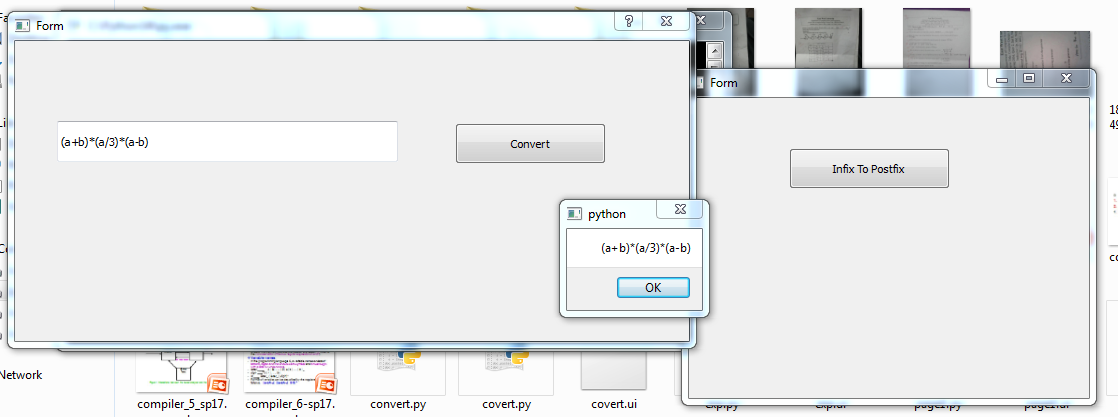 Form
(a+b)*(a/3)*(a-b)
Convert
Form
Infix To Postfix
python
(a+b)*(a/3)*(a-b)
OK
Network
compiler_5_sp17.
compiler_6-sp17.
convert.py
covert.py
covert.ui